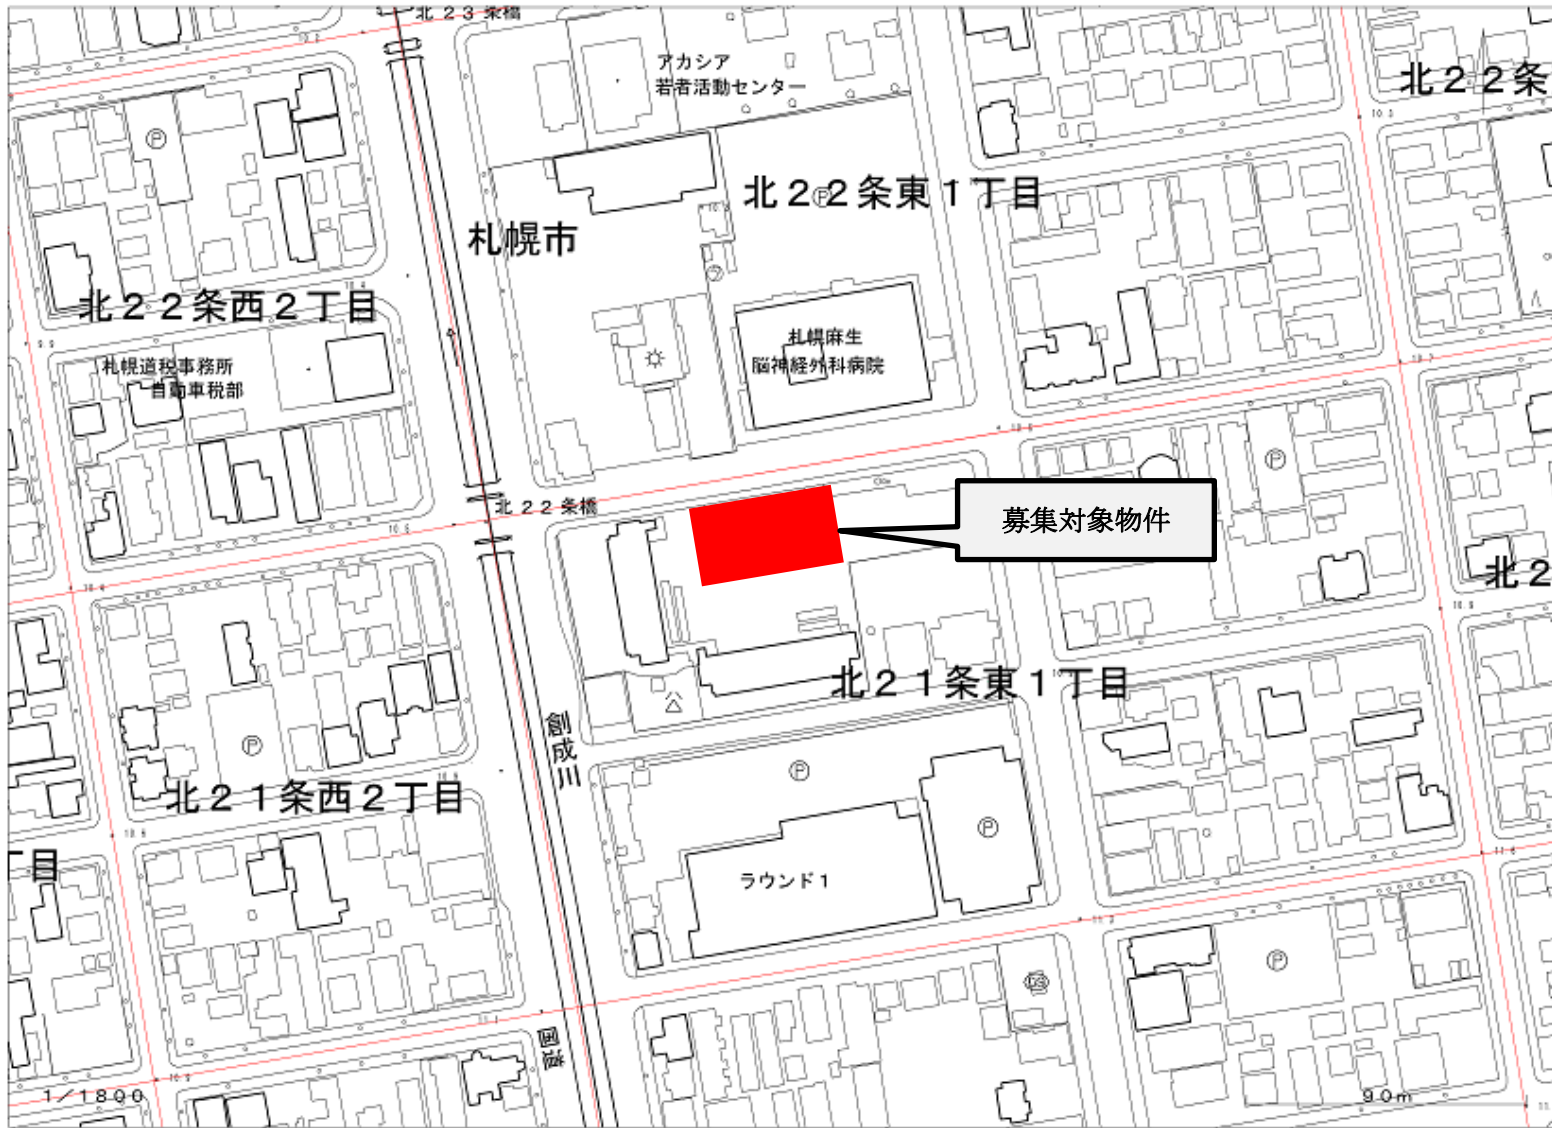 北２３条橋
アカシア
若者活動センター
北２２条
北２２条東１丁目
札幌市
北２２条西２丁目
札幌麻生
脳神経外科病院
札幌道税事務所
自動車税部
北２２条橋
募集対象物件
北２
北２１条東１丁目
創成川
北２１条西２丁目
丁目
ラウンド１
国道
１／１８００
９０ｍ